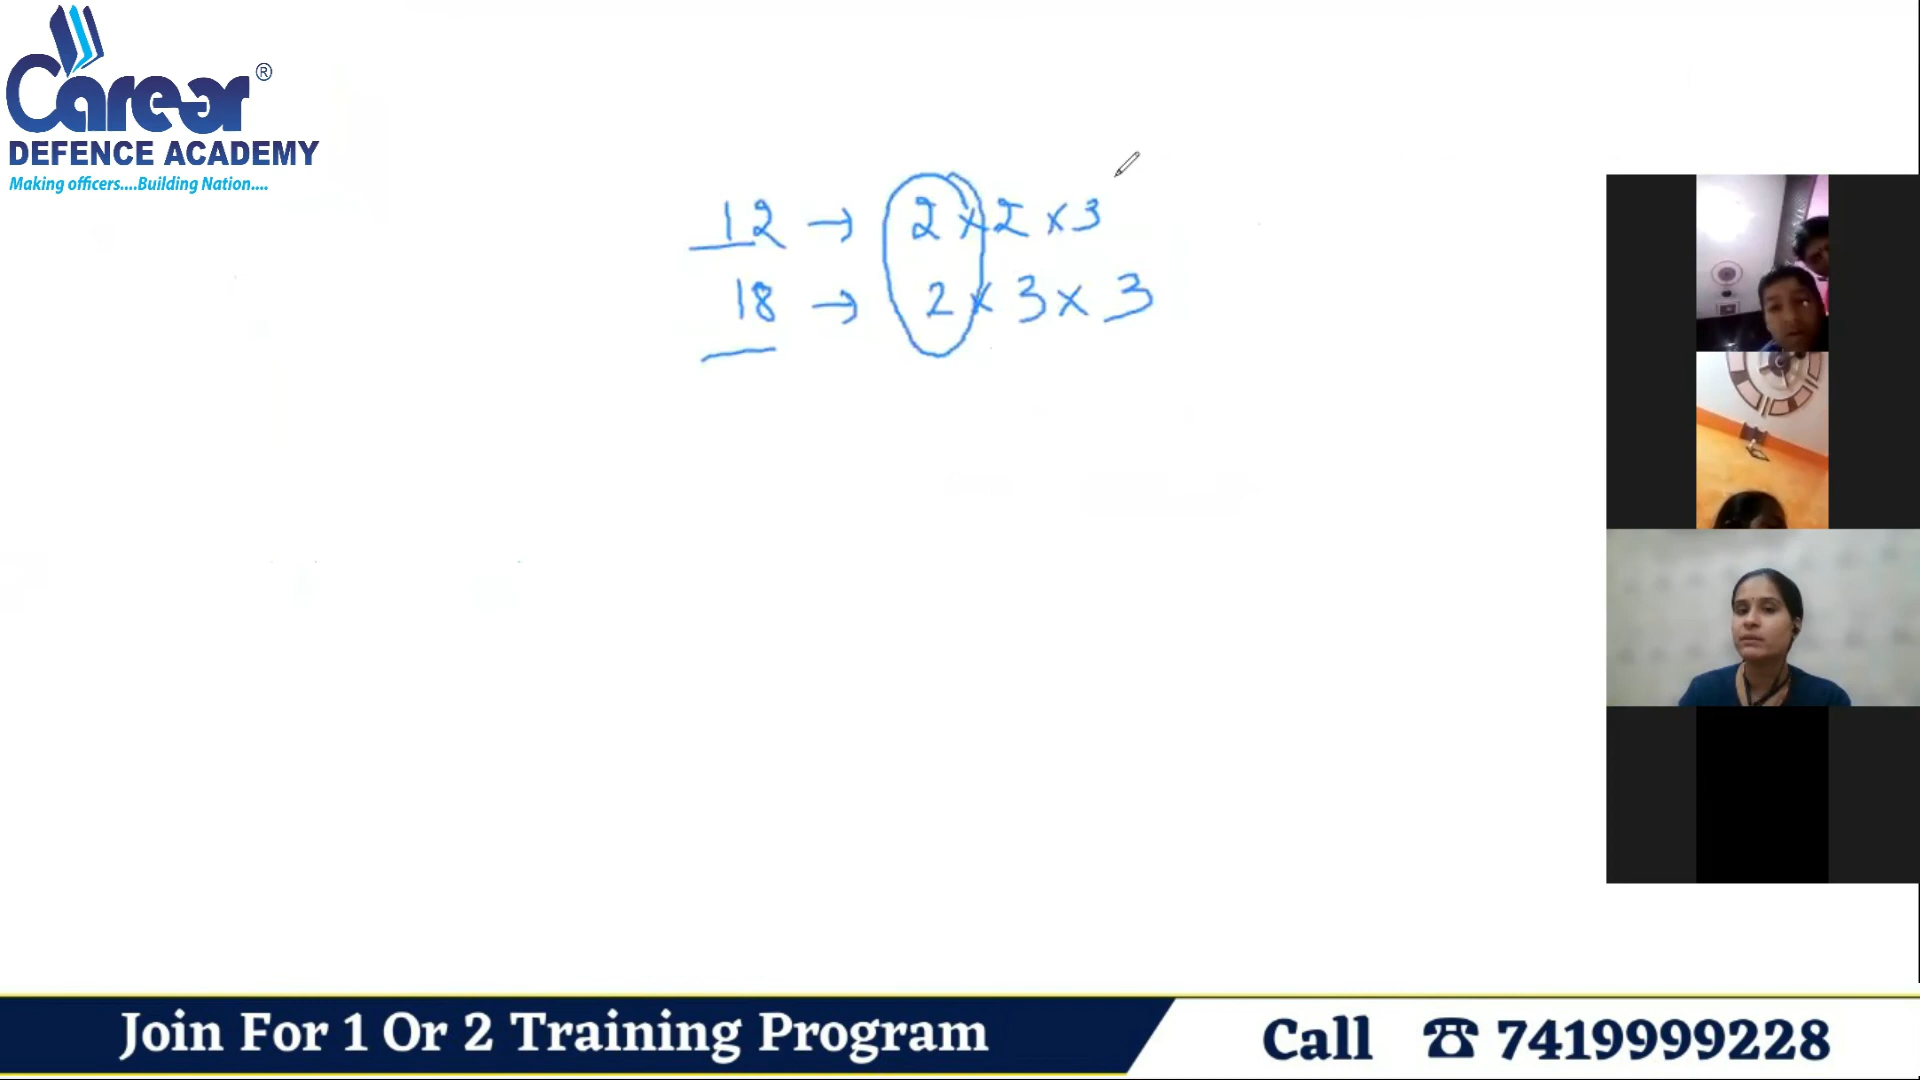 Career®
DEFENCE ACADEMY
Making officers....Building Nation....
12 → 2 × 2 × 3
18 → 2 × 3 × 3
Join For 1 Or 2 Training Program
Call ☎ 7419999228